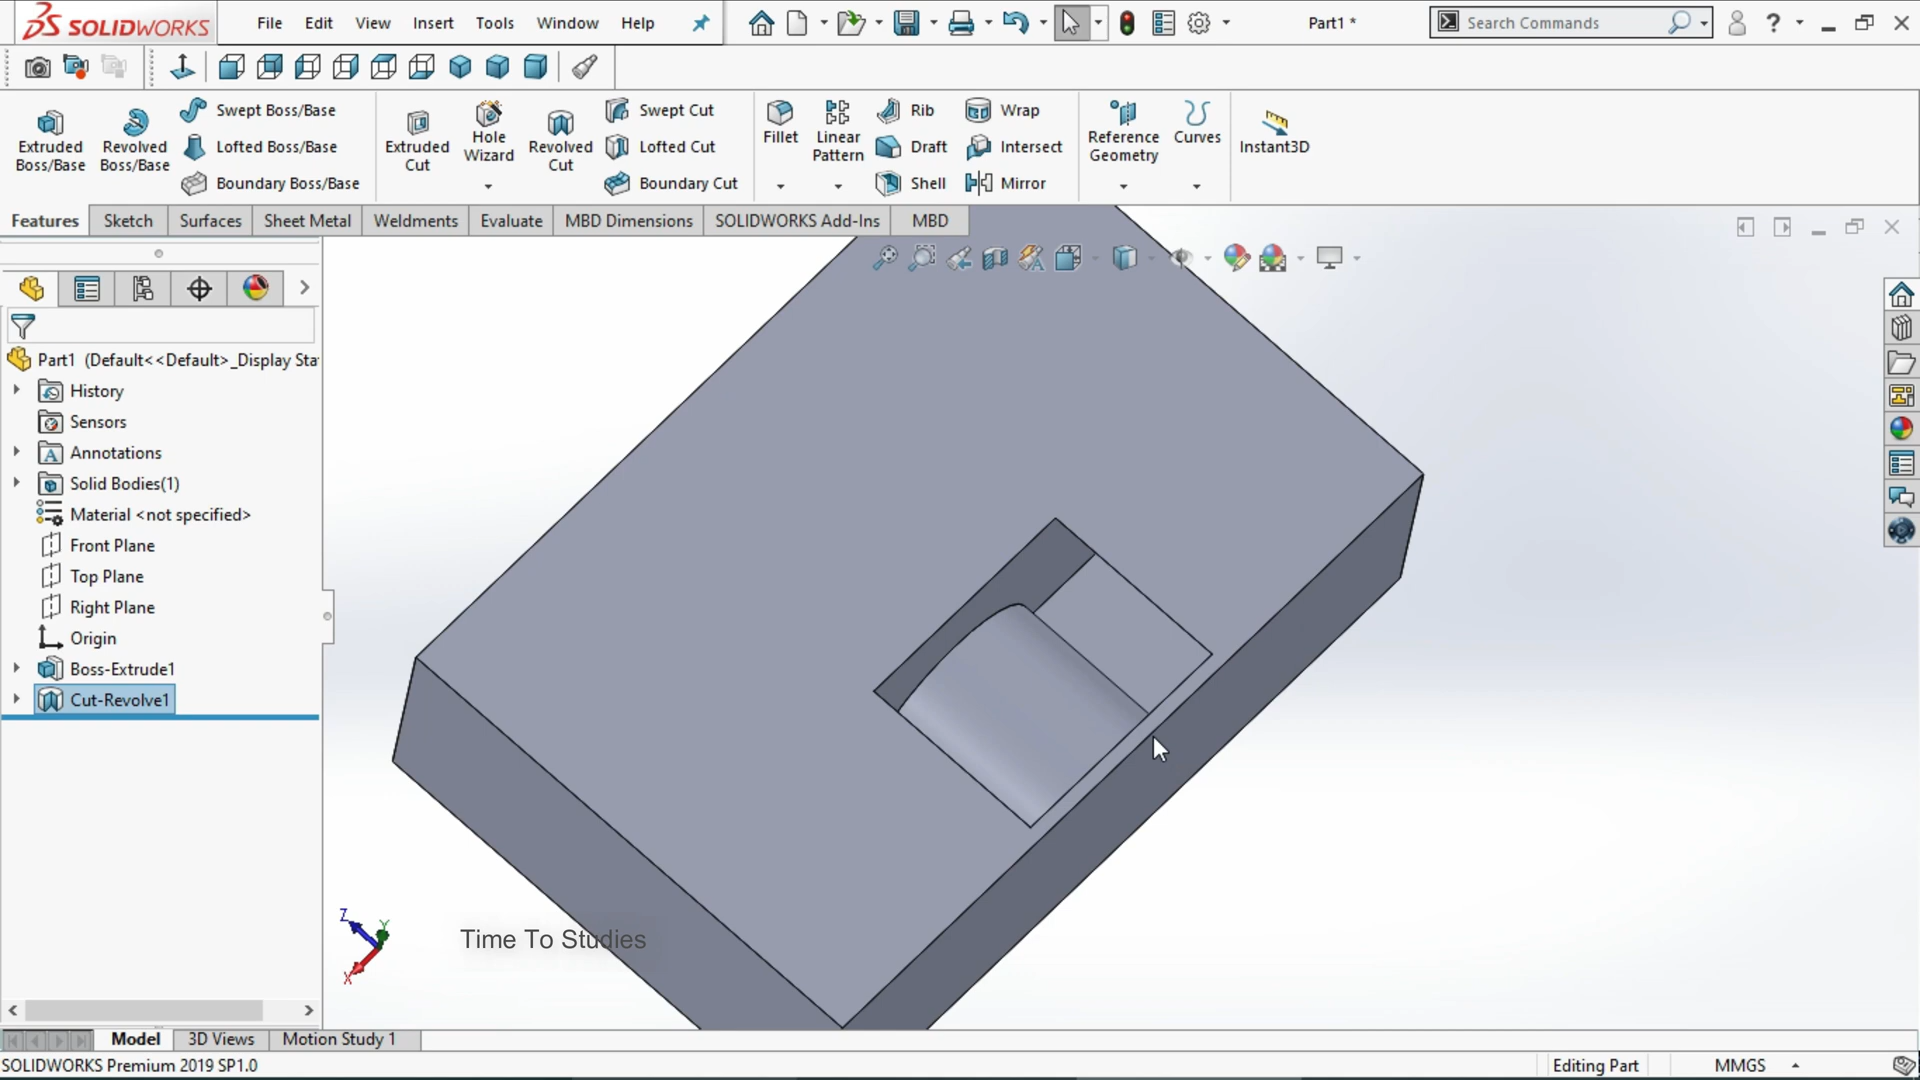 SOLIDWORKS File Edit View Insert Tools Window Help Part1 * Search Commands
Extruded Boss/Base
Revolved Boss/Base
Swept Boss/Base
Lofted Boss/Base
Boundary Boss/Base
Extruded Cut
Hole Wizard
Revolved Cut
Swept Cut
Lofted Cut
Boundary Cut
Fillet
Linear Pattern
Rib
Draft
Shell
Wrap
Intersect
Mirror
Reference Geometry
Curves
Instant3D
Features Sketch Surfaces Sheet Metal Weldments Evaluate MBD Dimensions SOLIDWORKS Add-Ins MBD
Part1 (Default<<Default>_Display Sta
History
Sensors
Annotations
Solid Bodies(1)
Material <not specified>
Front Plane
Top Plane
Right Plane
Origin
Boss-Extrude1
Cut-Revolve1
Z Y X
Time To Studies
Model 3D Views Motion Study 1
SOLIDWORKS Premium 2019 SP1.0 Editing Part MMGS